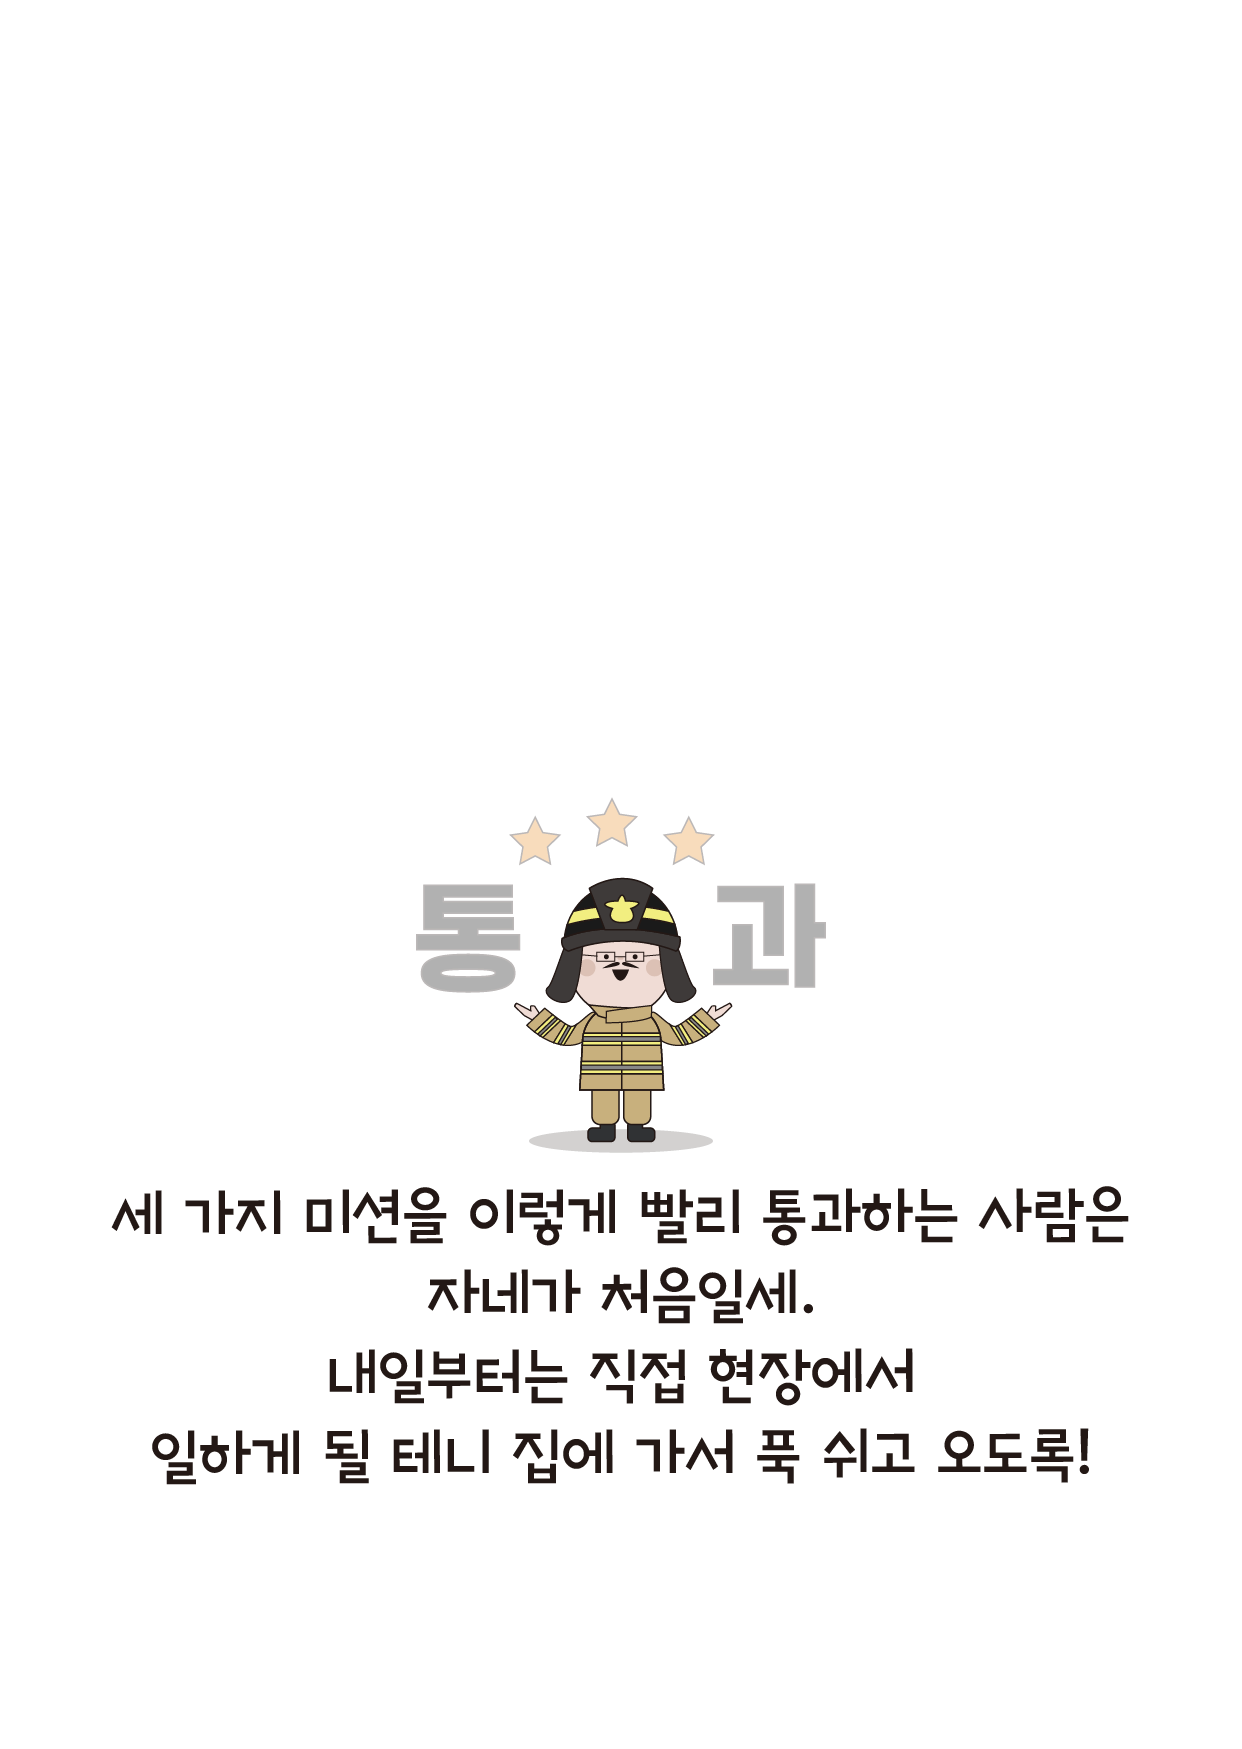 통과
세 가지 미션을 이렇게 빨리 통과하는 사람은
자네가 처음일세.
내일부터는 직접 현장에서
일하게 될 테니 집에 가서 푹 쉬고 오도록!